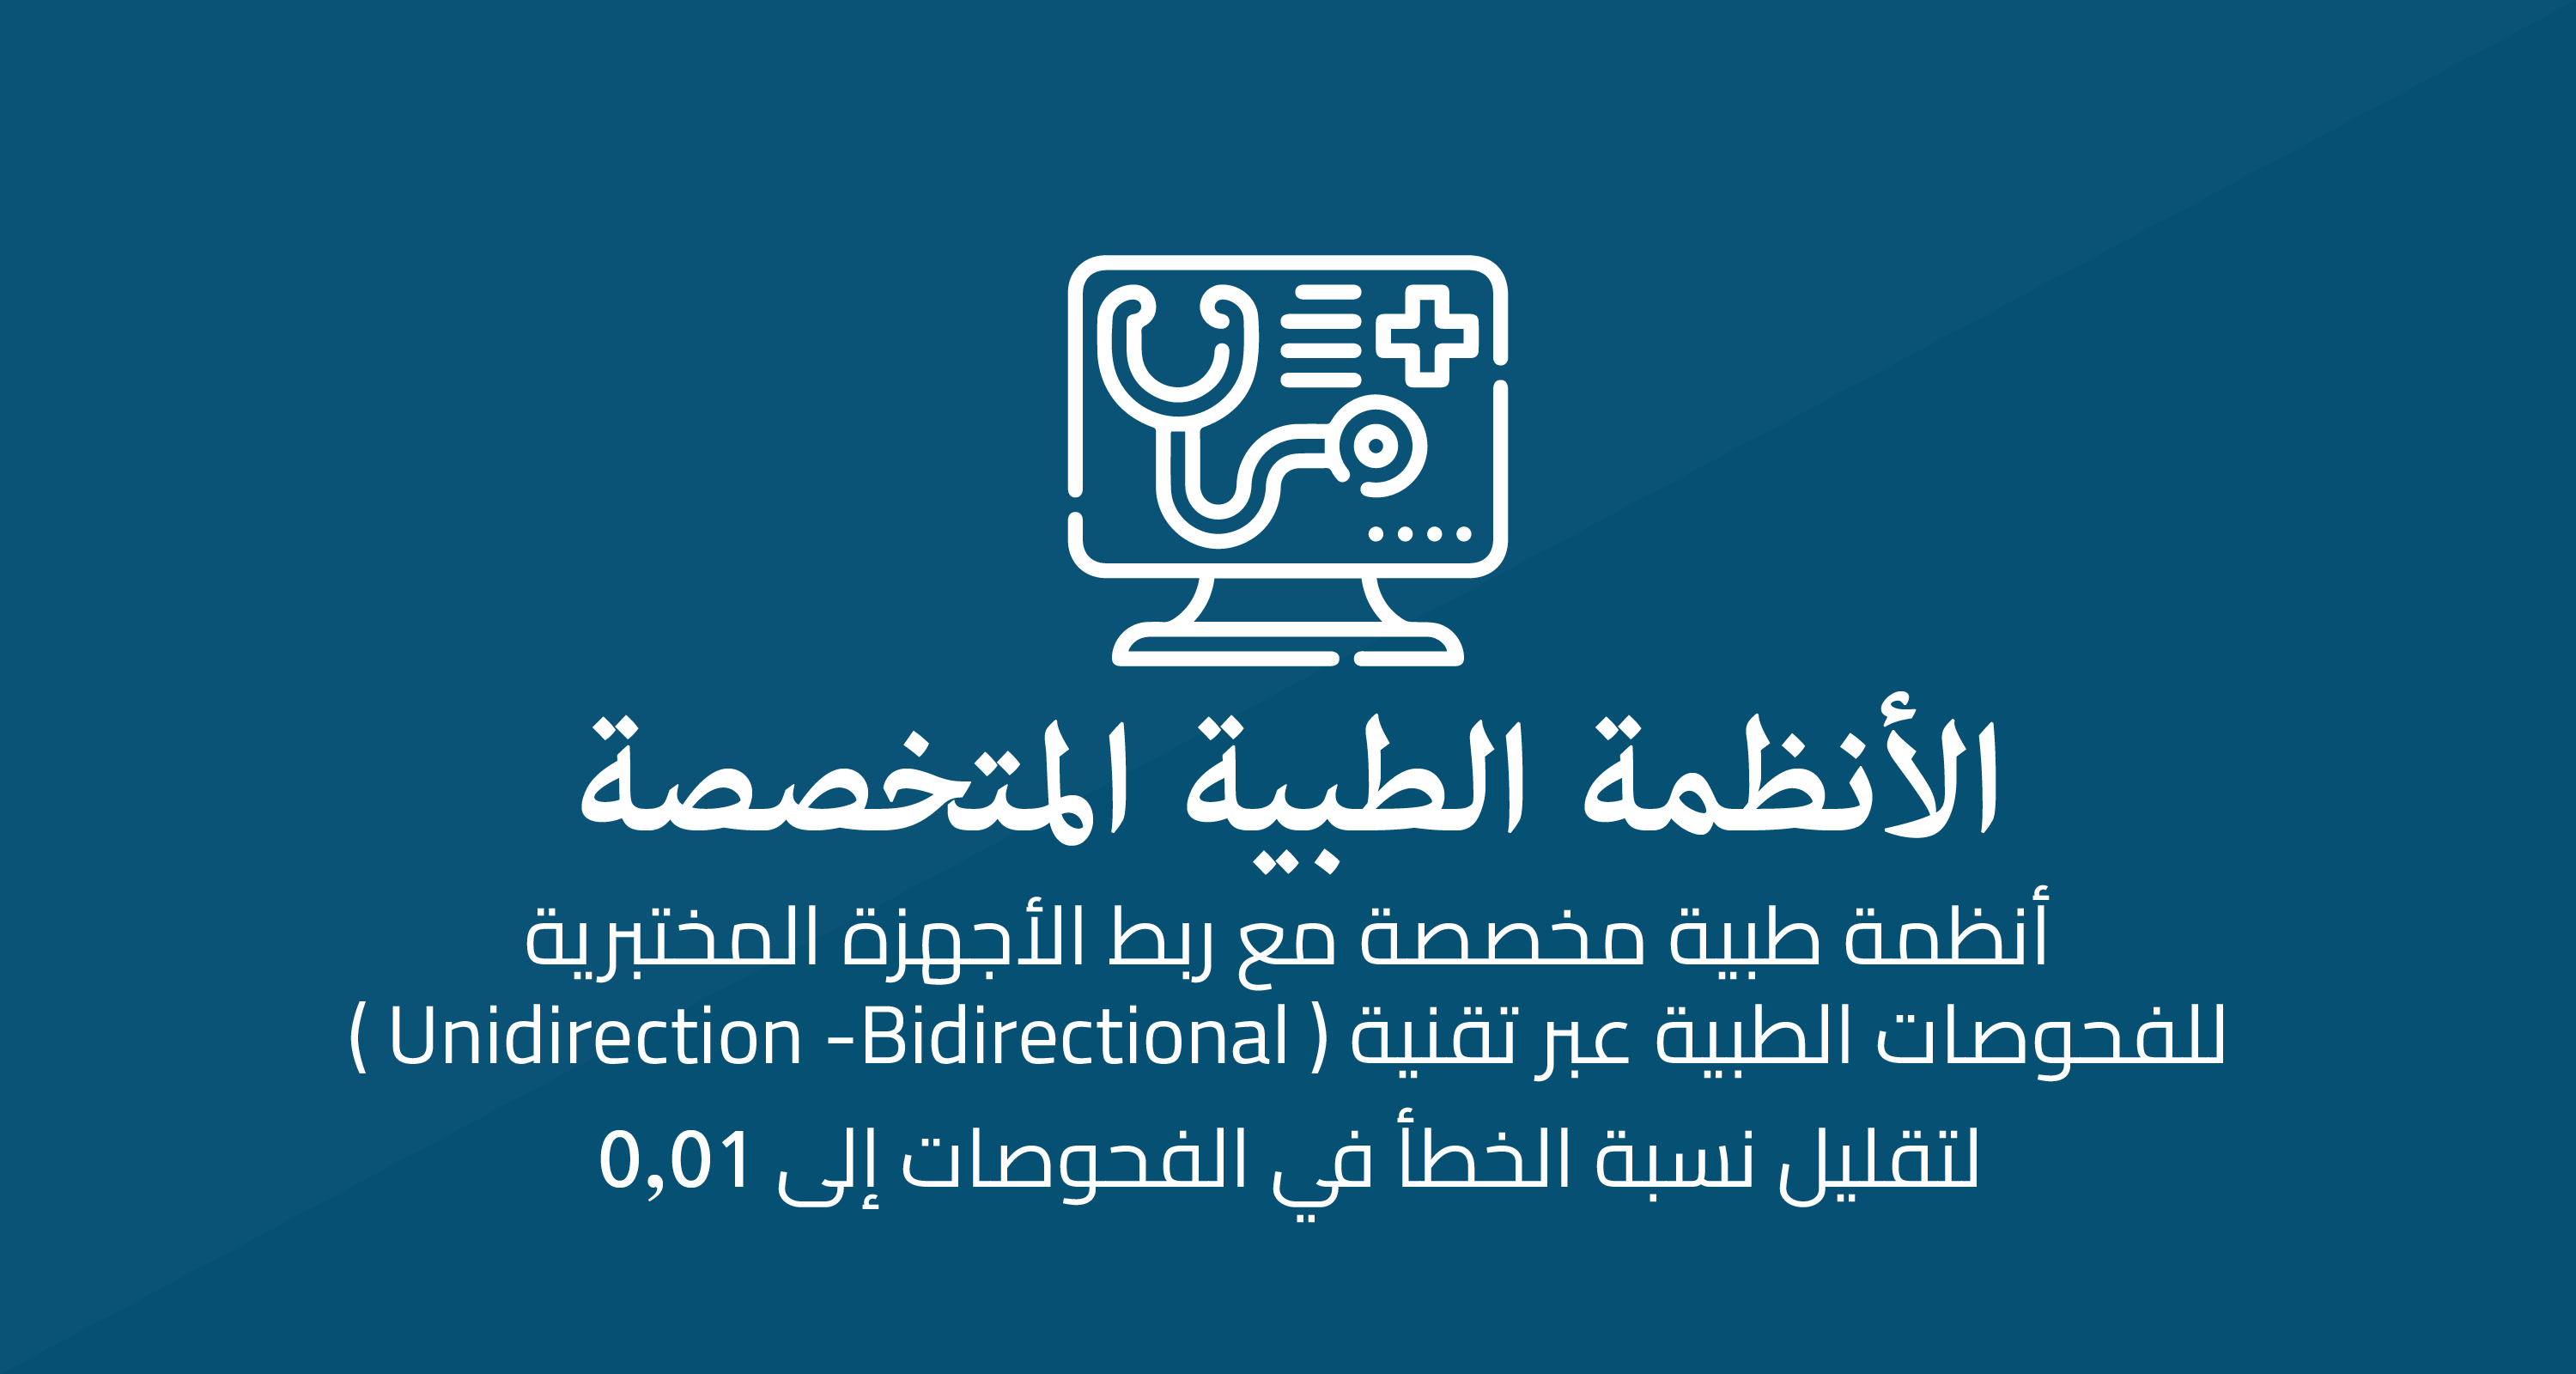 الأنظمة الطبية المتخصصة
أنظمة طبية مخصصة مع ربط الأجهزة المختبرية
للفحوصات الطبية عبر تقنية ( Unidirection -Bidirectional )
لتقليل نسبة الخطأ في الفحوصات إلى 0,01